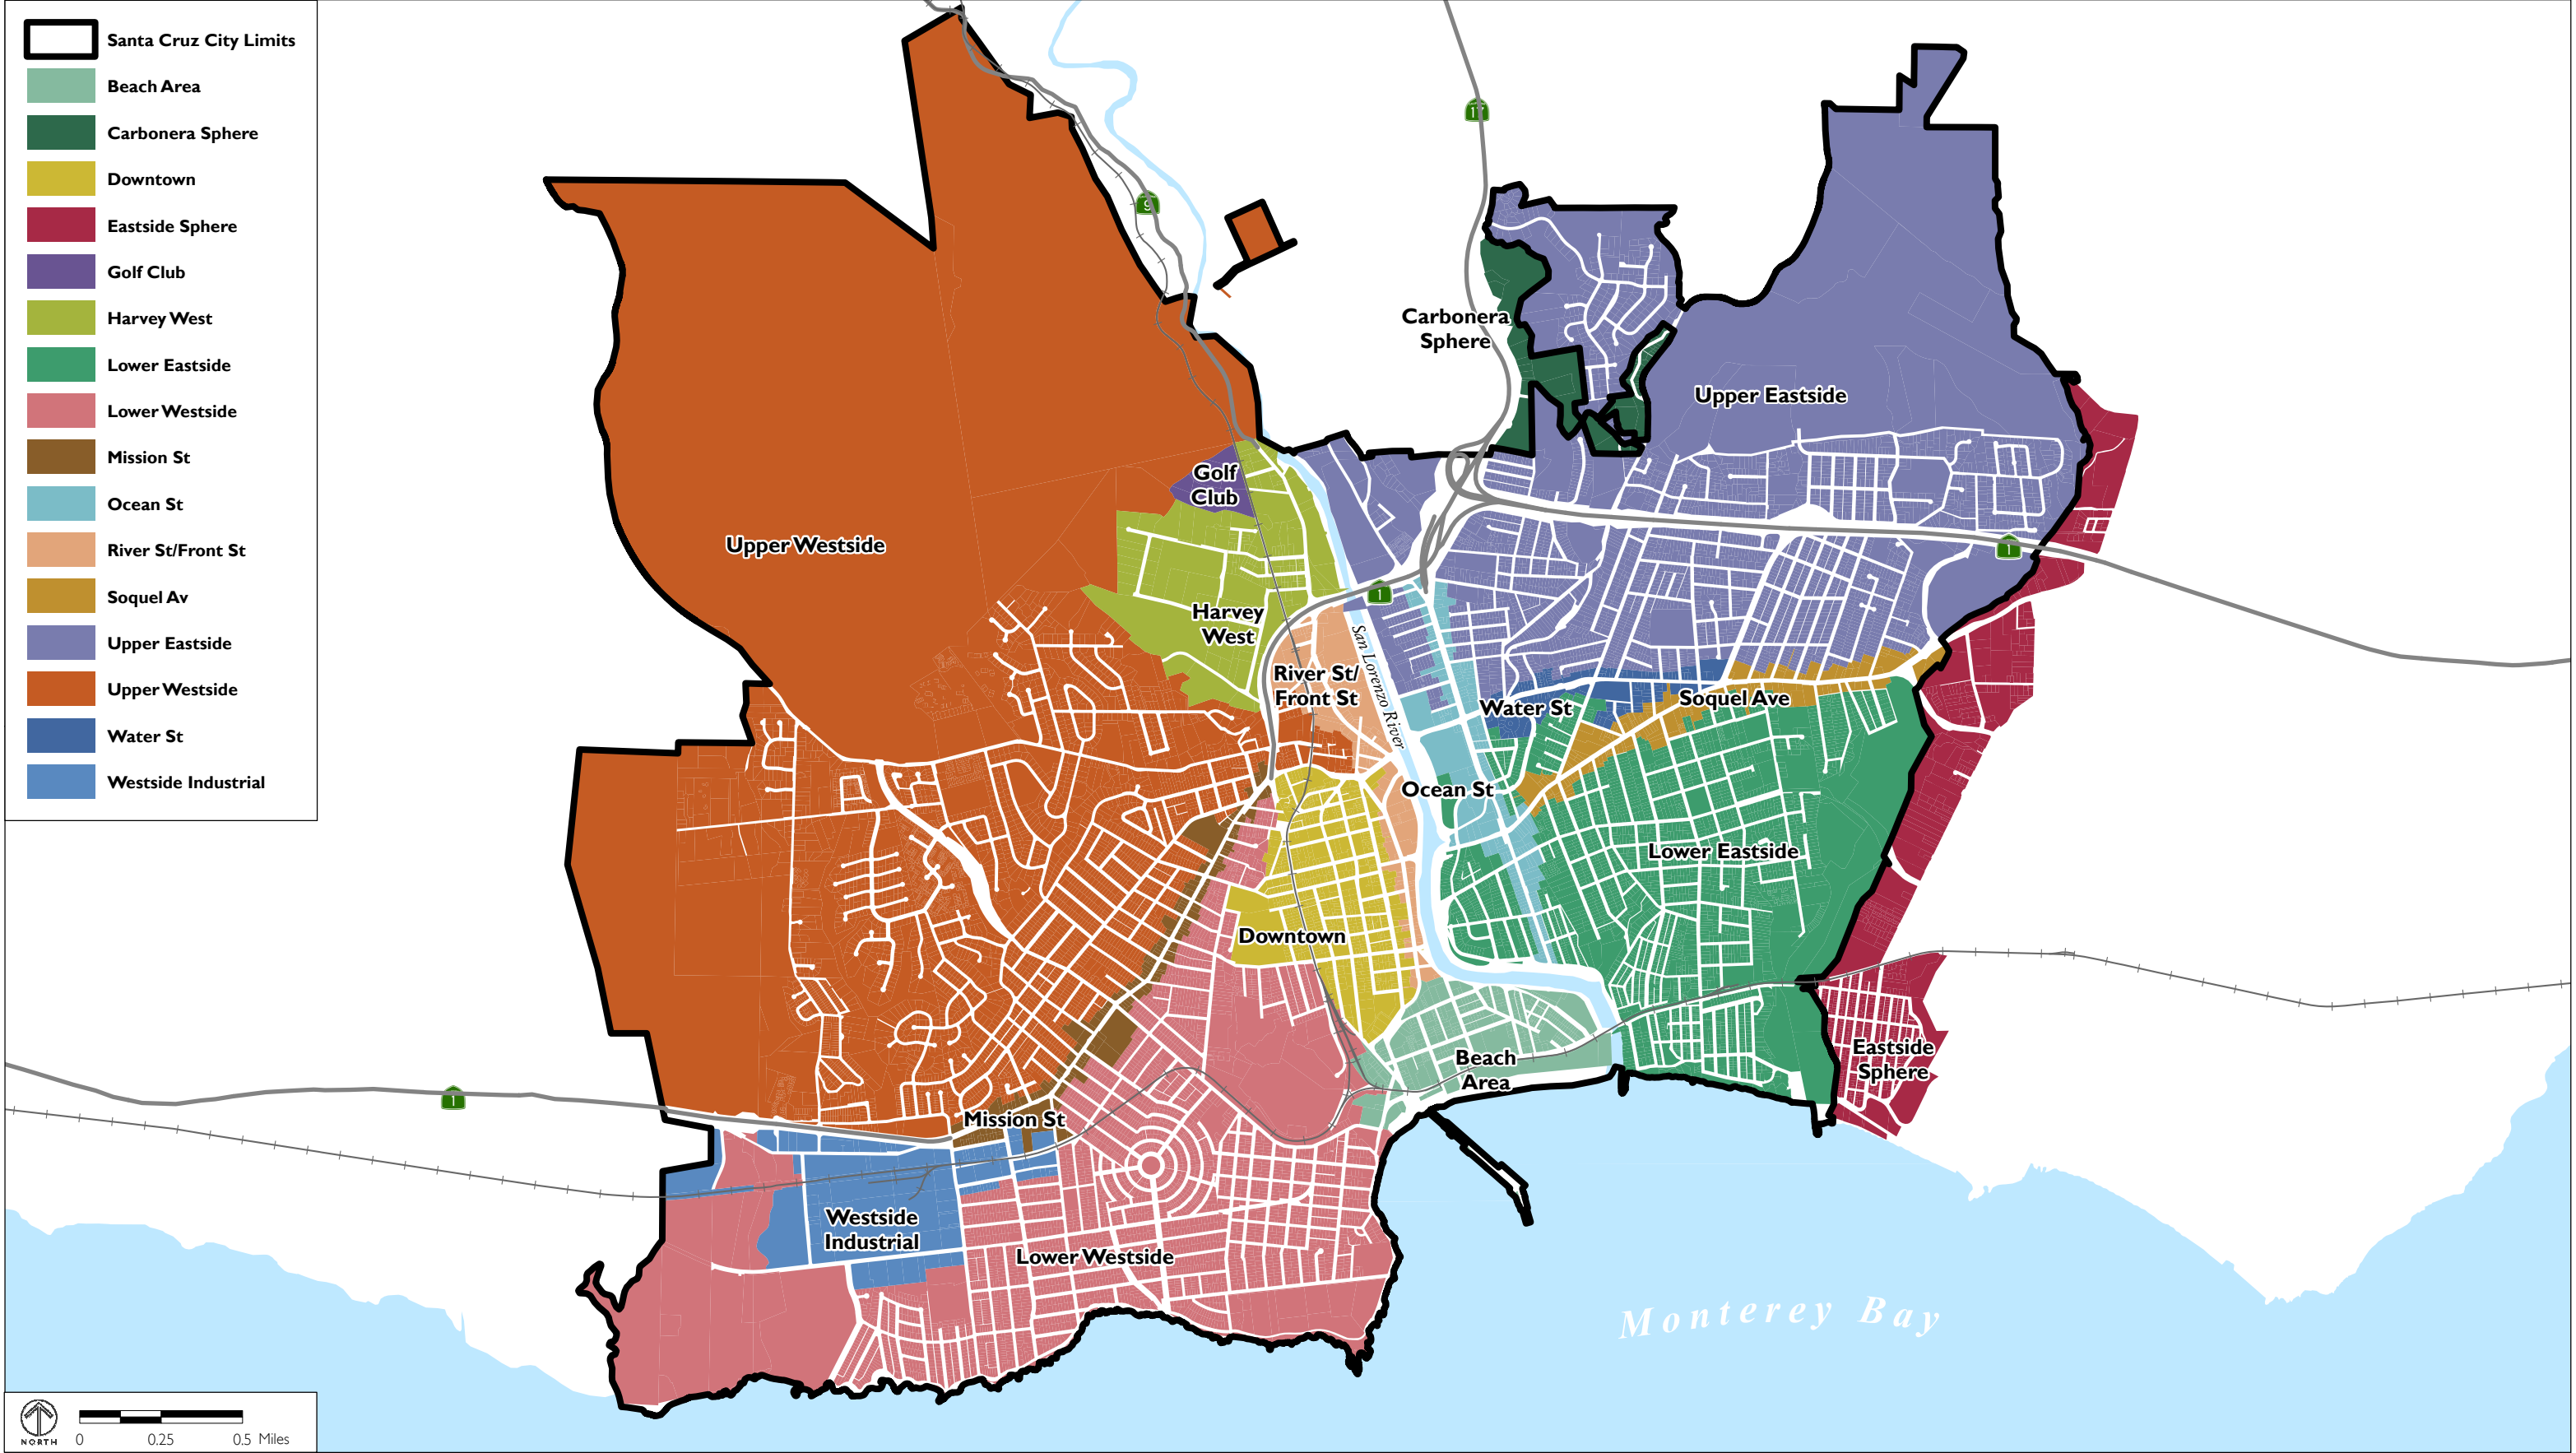 Santa Cruz City Limits
Beach Area
Carbonera Sphere
Downtown
Eastside Sphere
Golf Club
Harvey West
Lower Eastside
Lower Westside
Mission St
Ocean St
River St/Front St
Soquel Av
Upper Eastside
Upper Westside
Water St
Westside Industrial
17
9
Carbonera
Sphere
Upper Eastside
Golf
Club
Upper Westside
1
1
Harvey
West
San Lorenzo River
River St/
Front St
Water St
Soquel Ave
Ocean St
Lower Eastside
Downtown
Beach
Area
Eastside
Sphere
1
Mission St
Westside
Industrial
Lower Westside
Monterey Bay
NORTH
0 0.25 0.5 Miles